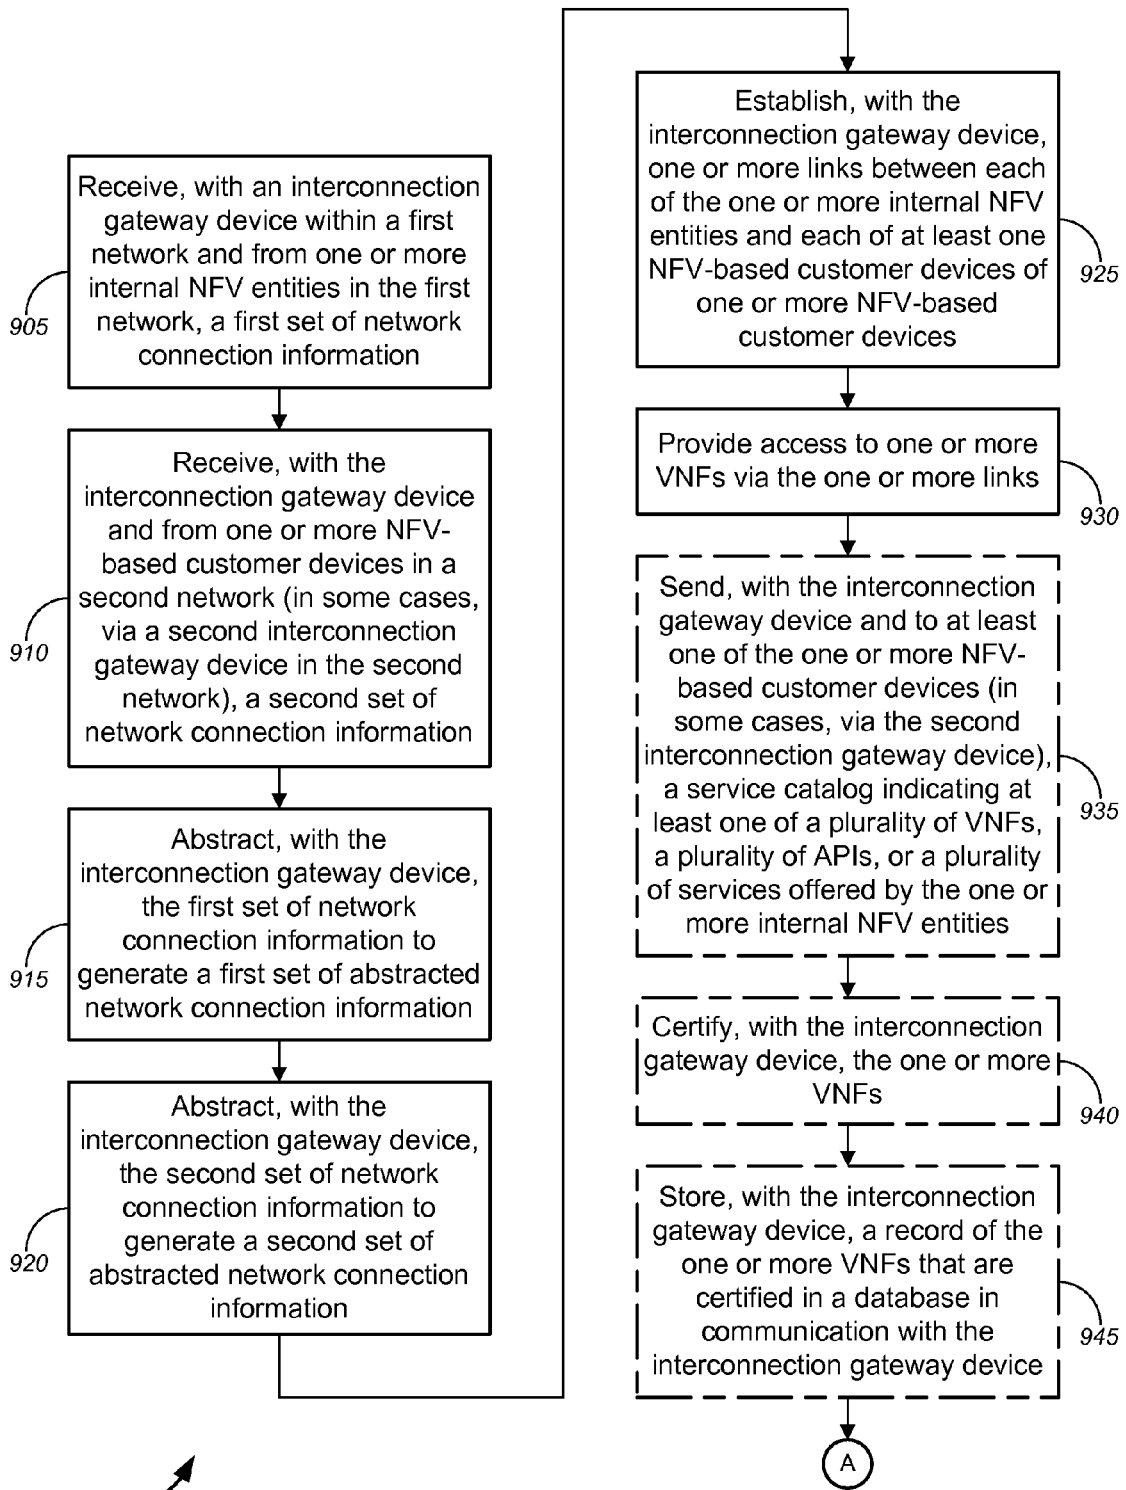 Receive, with an interconnection
gateway device within a first
network and from one or more
internal NFV entities in the first
network, a first set of network
connection information
905
Receive, with the
interconnection gateway device
and from one or more NFV-
based customer devices in a
second network (in some cases,
via a second interconnection
gateway device in the second
network), a second set of
network connection information
910
Abstract, with the
interconnection gateway device,
the first set of network
connection information to
generate a first set of abstracted
network connection information
915
Abstract, with the
interconnection gateway device,
the second set of network
connection information to
generate a second set of
abstracted network connection
information
920
Establish, with the
interconnection gateway device,
one or more links between each
of the one or more internal NFV
entities and each of at least one
NFV-based customer devices of
one or more NFV-based
customer devices
925
Provide access to one or more
VNFs via the one or more links
930
Send, with the interconnection
gateway device and to at least
one of the one or more NFV-
based customer devices (in
some cases, via the second
interconnection gateway device),
a service catalog indicating at
least one of a plurality of VNFs,
a plurality of APIs, or a plurality
of services offered by the one or
more internal NFV entities
935
Certify, with the interconnection
gateway device, the one or more
VNFs
940
Store, with the interconnection
gateway device, a record of the
one or more VNFs that are
certified in a database in
communication with the
interconnection gateway device
945
A